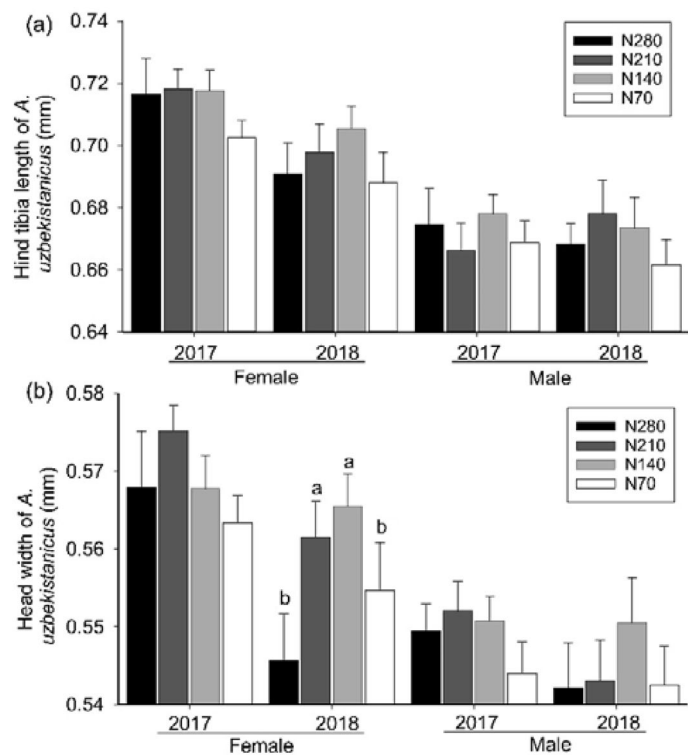 (a)
Hind tibia length of A.
uzbekistanicus (mm)
0.74
0.72
0.70
0.68
0.66
0.64
N280
N210
N140
N70
2017
2018
2017
2018
Female
Male
(b)
Head width of A.
uzbekistanicus (mm)
0.58
0.57
0.56
0.55
0.54
N280
N210
N140
N70
b
a
a
b
2017
2018
2017
2018
Female
Male